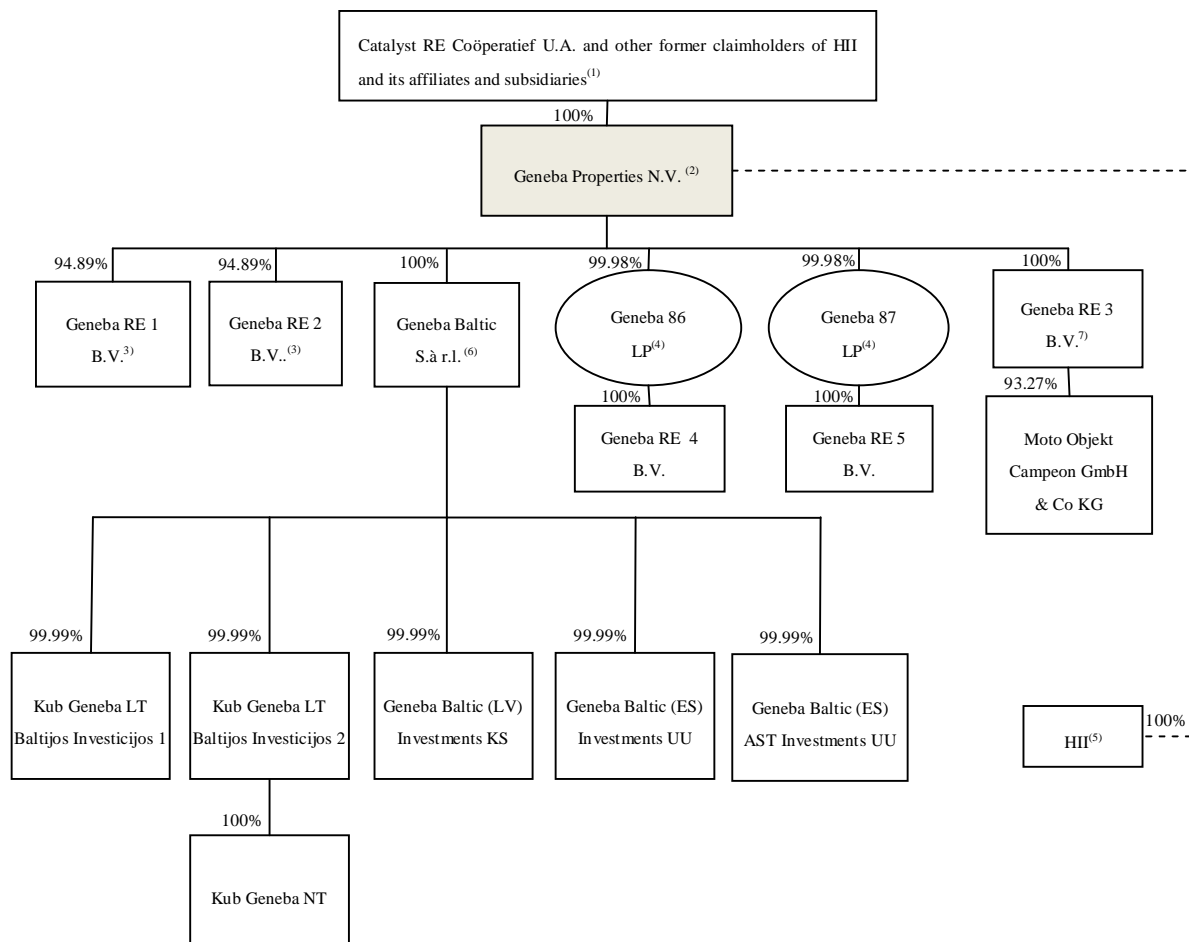 Catalyst RE Coöperatief U.A. and other former claimholders of HII
and its affiliates and subsidiaries(1)
100%
Geneba Properties N.V. (2)
94.89%
94.89%
100%
99.98%
99.98%
100%
Geneba RE 1
B.V.3)
Geneba RE 2
B.V..(3)
Geneba Baltic
S.à r.l.(6)
Geneba 86
LP(4)
Geneba 87
LP(4)
Geneba RE 3
B.V.7)
100%
100%
93.27%
Geneba RE 4
B.V.
Geneba RE 5
B.V.
Moto Objekt
Campeon GmbH
& Co KG
99.99%
99.99%
99.99%
99.99%
99.99%
Kub Geneba LT
Baltijos Investicijos 1
Kub Geneba LT
Baltijos Investicijos 2
Geneba Baltic (LV)
Investments KS
Geneba Baltic (ES)
Investments UU
Geneba Baltic (ES)
AST Investments UU
HII(5)
100%
100%
Kub Geneba NT